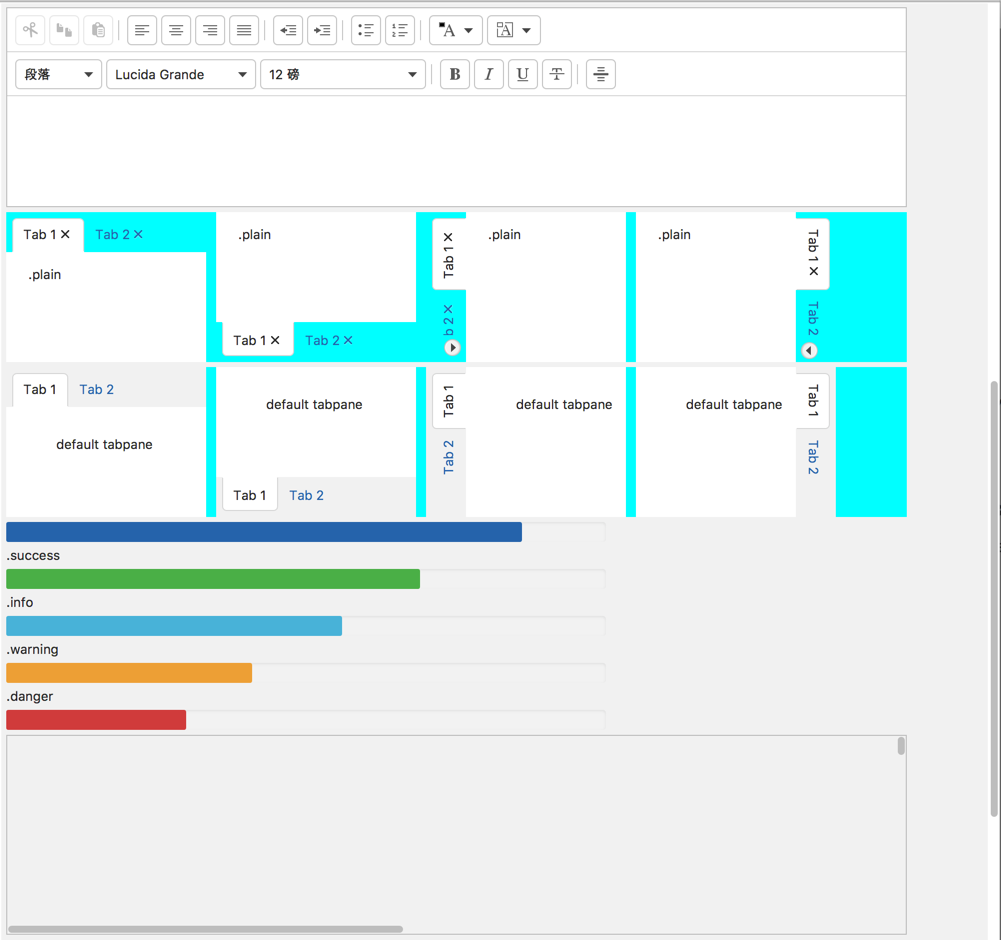 A A
段落 Lucida Grande 12 磅 B I U T
Tab 1 × Tab 2 ×
.plain
.plain
Tab 1 × Tab 2 ×
Tab 1 ×
b 2 ×
.plain
.plain
Tab 1 ×
Tab 2
Tab 1 Tab 2
default tabpane
default tabpane
Tab 1 Tab 2
Tab 1
Tab 2
default tabpane
default tabpane
Tab 1
Tab 2
.success
.info
.warning
.danger